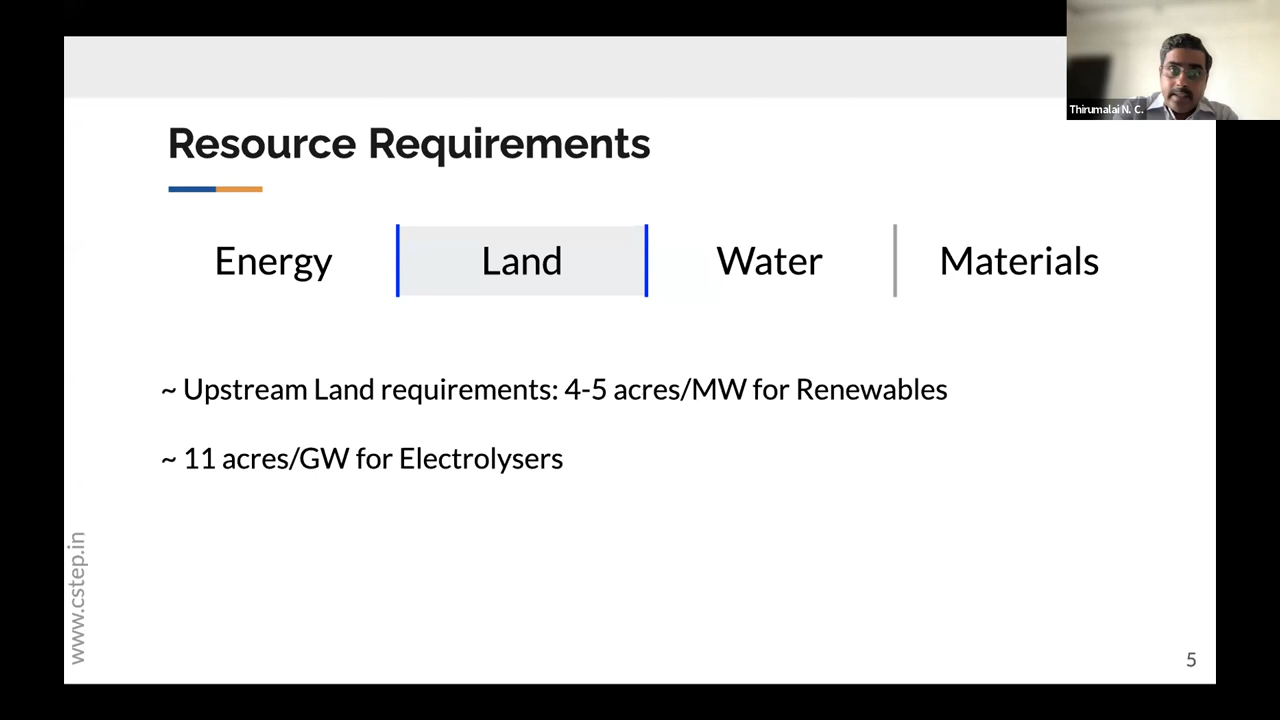 Thirumalai N. C.
Resource Requirements
Energy
Land
Water
Materials
~ Upstream Land requirements: 4-5 acres/MW for Renewables
~ 11 acres/GW for Electrolysers
www.cstep.in
5